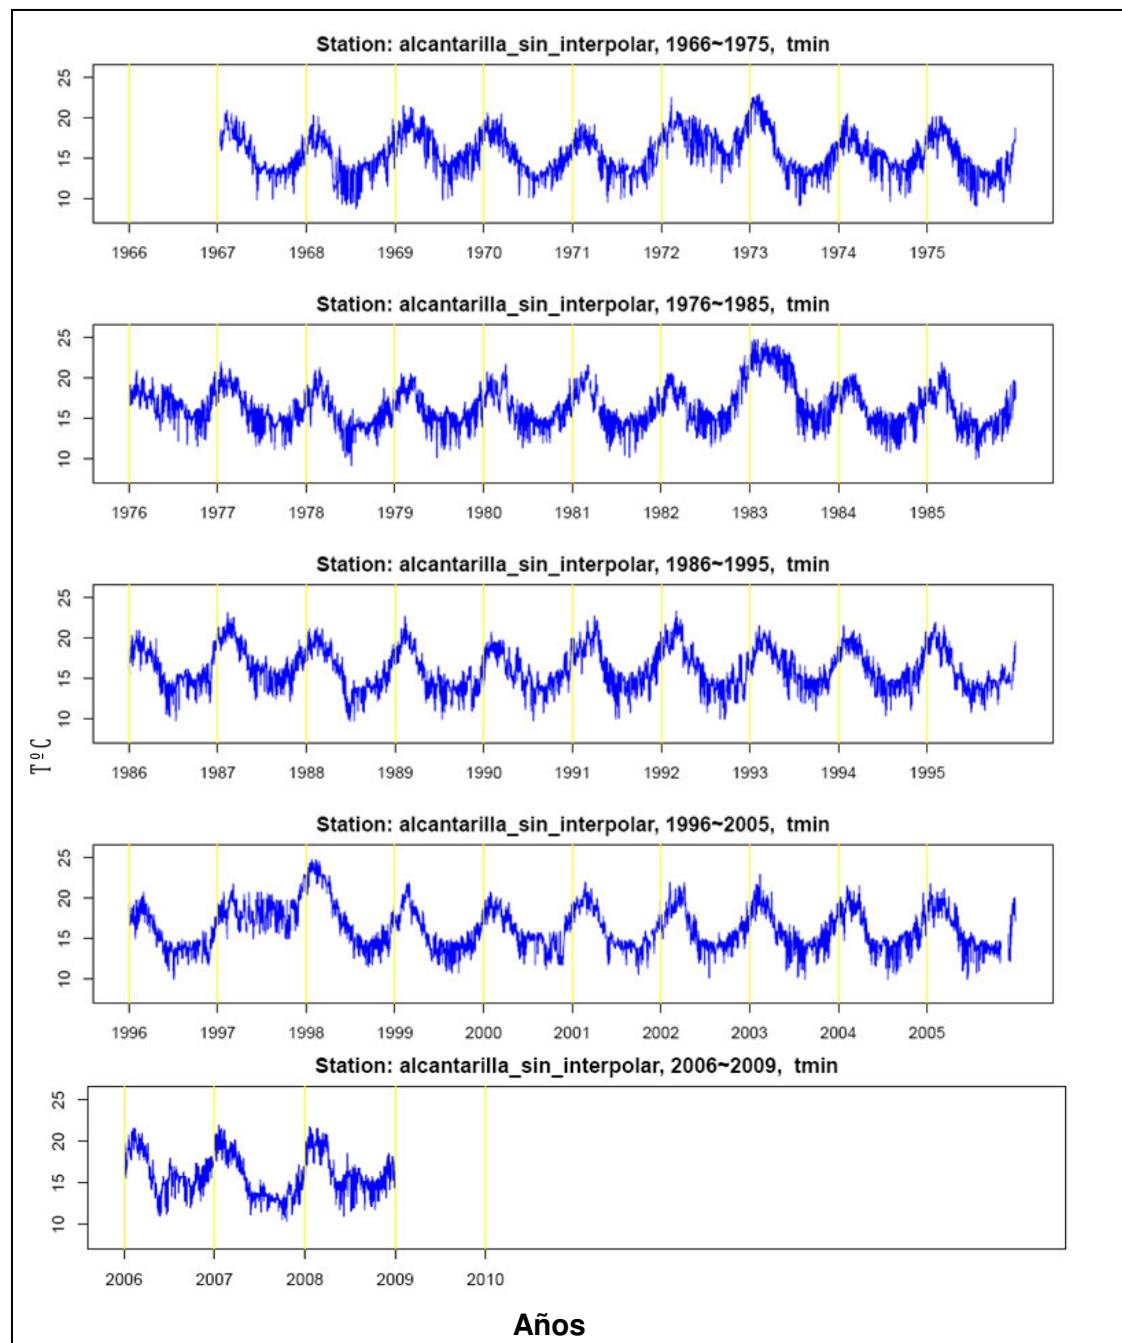 Station: alcantarilla_sin_interpolar, 1966~1975, tmin
25
20
15
10
1966 1967 1968 1969 1970 1971 1972 1973 1974 1975
Station: alcantarilla_sin_interpolar, 1976~1985, tmin
25
20
15
10
1976 1977 1978 1979 1980 1981 1982 1983 1984 1985
Station: alcantarilla_sin_interpolar, 1986~1995, tmin
25
20
15
10
1986 1987 1988 1989 1990 1991 1992 1993 1994 1995
TºC
Station: alcantarilla_sin_interpolar, 1996~2005, tmin
25
20
15
10
1996 1997 1998 1999 2000 2001 2002 2003 2004 2005
Station: alcantarilla_sin_interpolar, 2006~2009, tmin
25
20
15
10
2006 2007 2008 2009 2010
Años